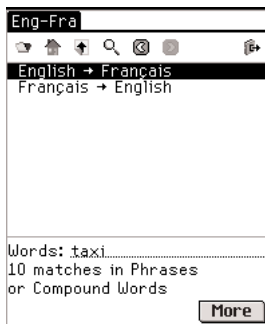 Eng-Fra
English → Français
Français → English
Words: taxi
10 matches in Phrases
or Compound Words
More